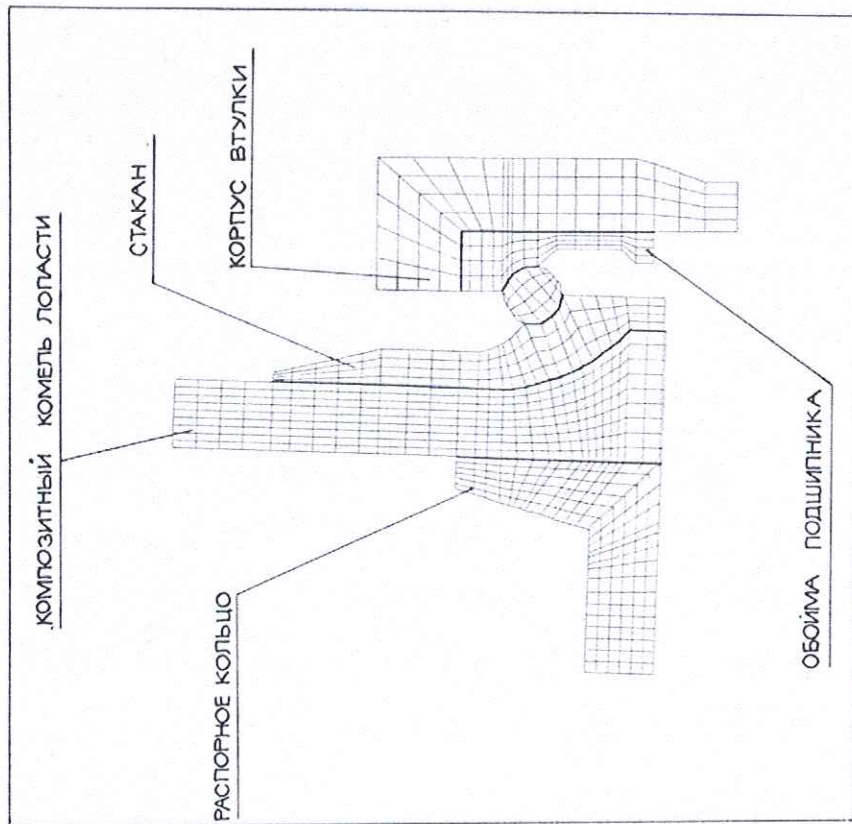 КОМПОЗИТНЫЙ КОМЕЛЬ ЛОПАСТИ
СТАКАН
КОРПУС ВТУЛКИ
РАСПОРНОЕ КОЛЬЦО
ОБОЙМА ПОДШИПНИКА